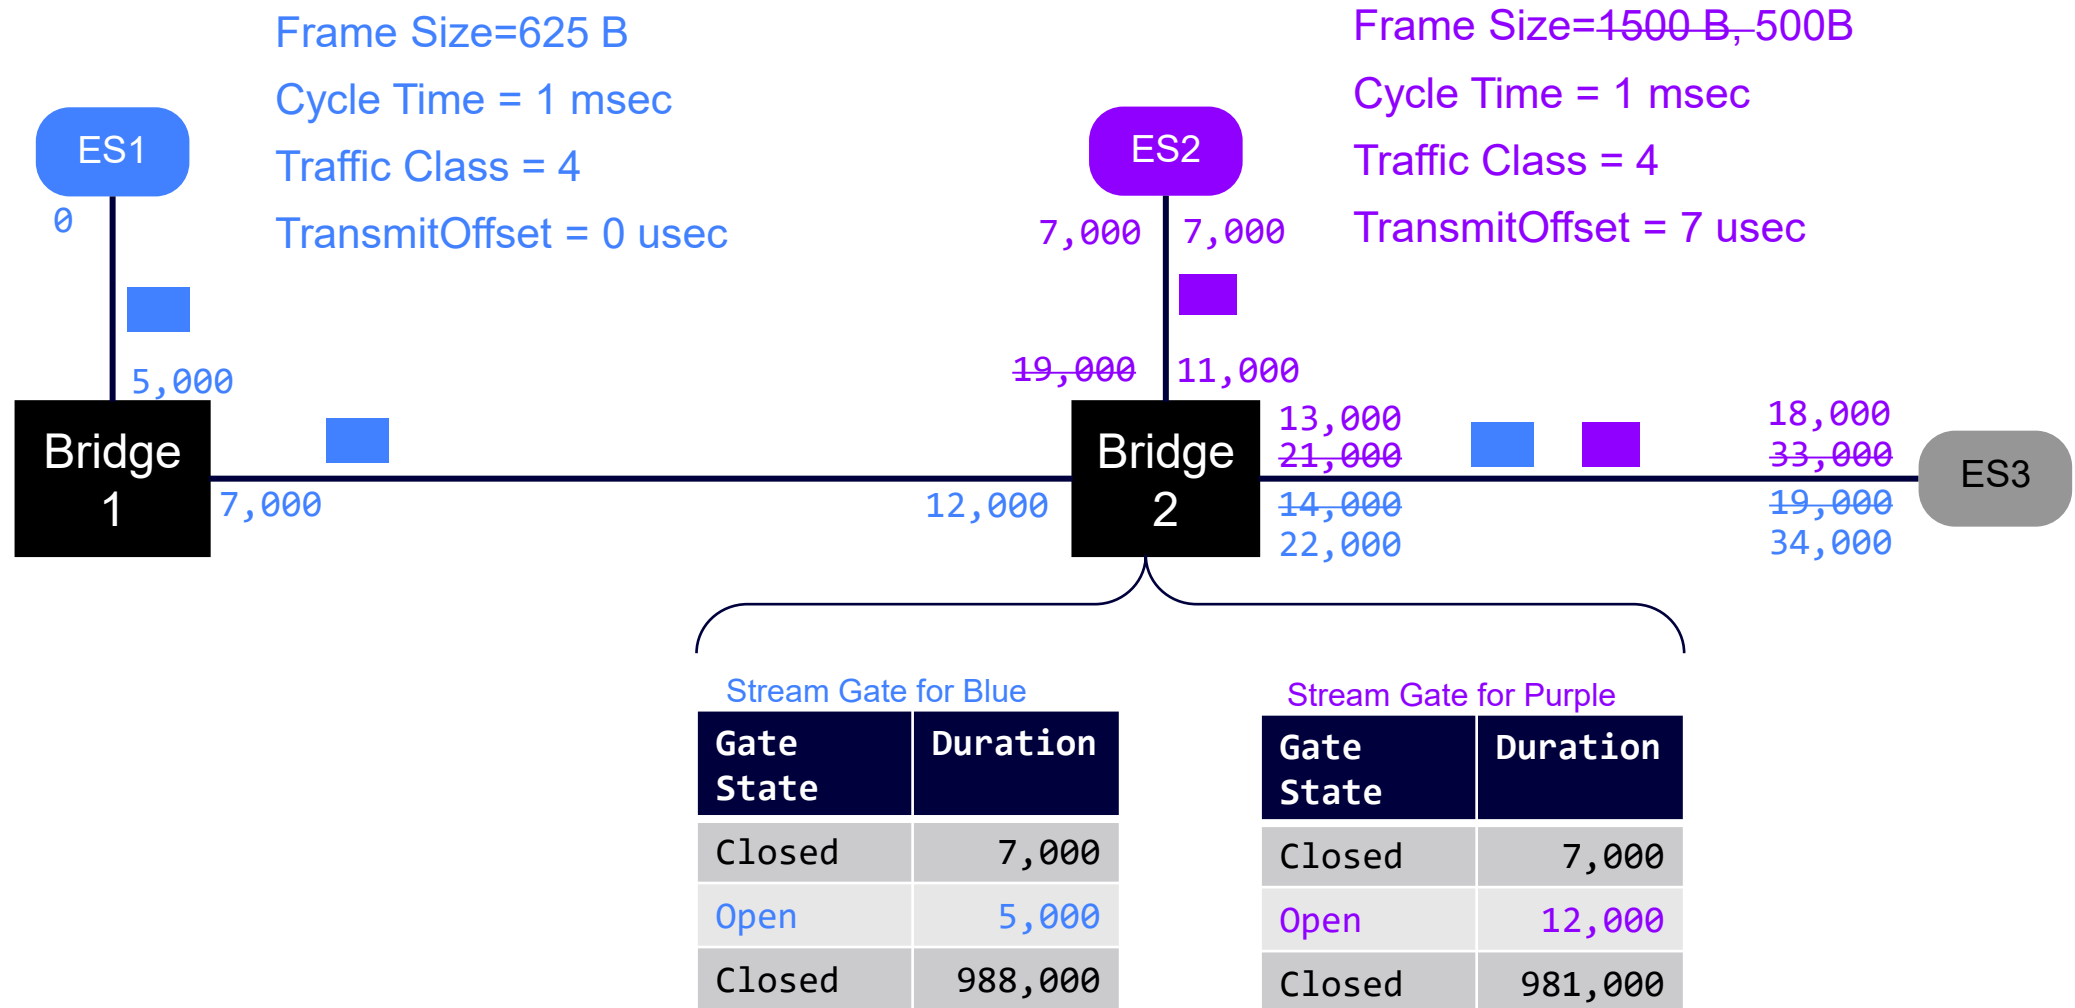 Frame Size=625 B
Cycle Time = 1 msec
Traffic Class = 4
TransmitOffset = 0 usec
Frame Size=1500 B, 500B
Cycle Time = 1 msec
Traffic Class = 4
TransmitOffset = 7 usec
ES1
0
5,000
Bridge
1
7,000
12,000
ES2
7,000
7,000
19,000
11,000
Bridge
2
13,000
21,000
14,000
22,000
18,000
33,000
19,000
34,000
ES3
Stream Gate for Blue
Gate State Duration
Closed 7,000
Open 5,000
Closed 988,000
Stream Gate for Purple
Gate State Duration
Closed 7,000
Open 12,000
Closed 981,000